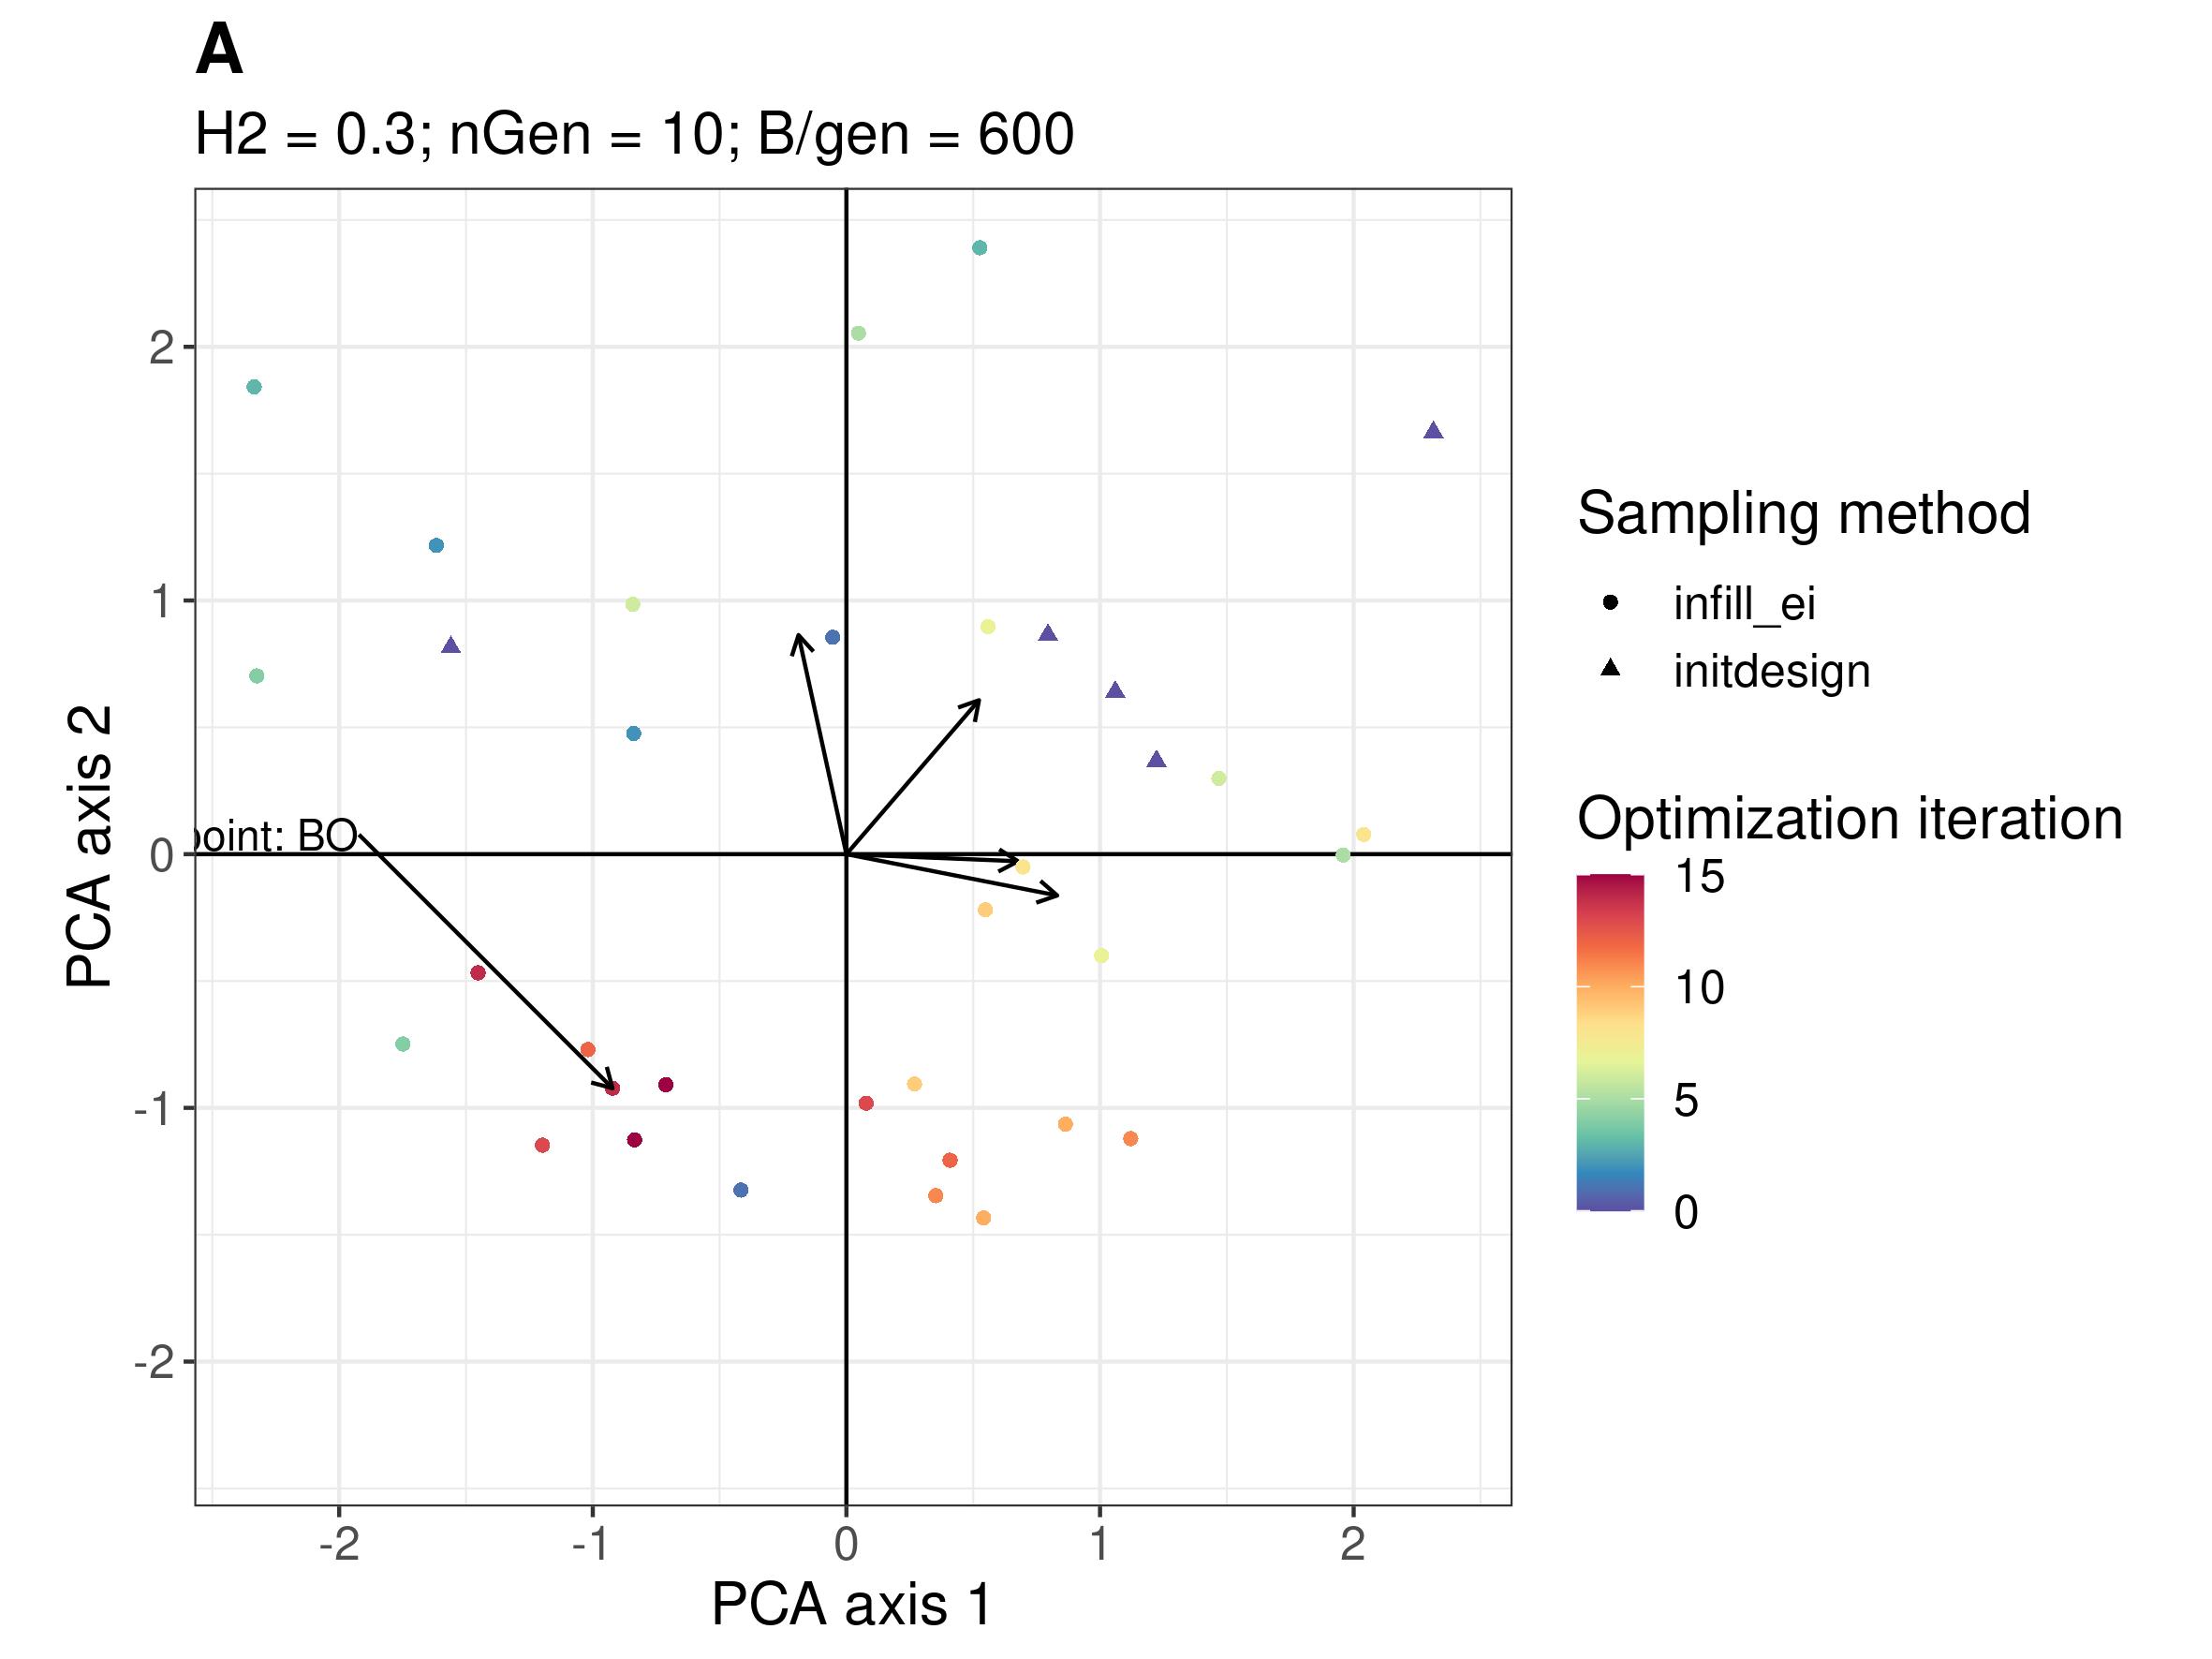 A
H2 = 0.3; nGen = 10; B/gen = 600
PCA axis 2
2
1
0
-1
-2
point: BO
-2
-1
0
1
2
PCA axis 1
Sampling method
infill_ei
initdesign
Optimization iteration
15
10
5
0